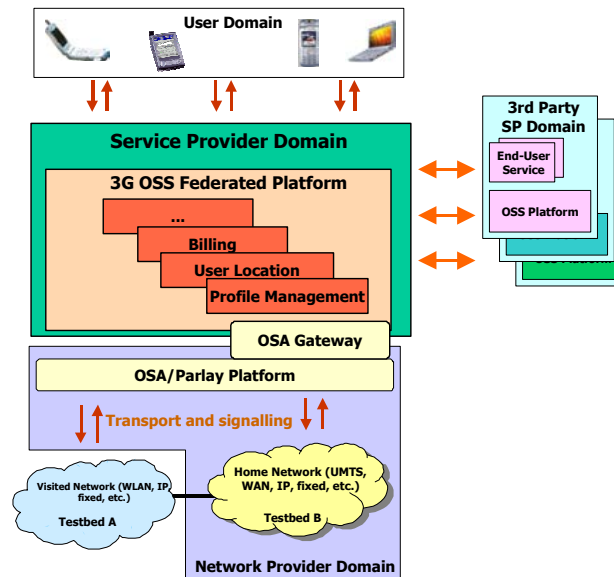 User Domain
Service Provider Domain
3G OSS Federated Platform
...
Billing
User Location
Profile Management
OSA Gateway
OSA/Parlay Platform
Transport and signalling
Visited Network (WLAN, IP,
fixed, etc.)
Testbed A
Home Network (UMTS,
WAN, IP, fixed, etc.)
Testbed B
Network Provider Domain
3rd Party
SP Domain
End-User
Service
OSS Platform